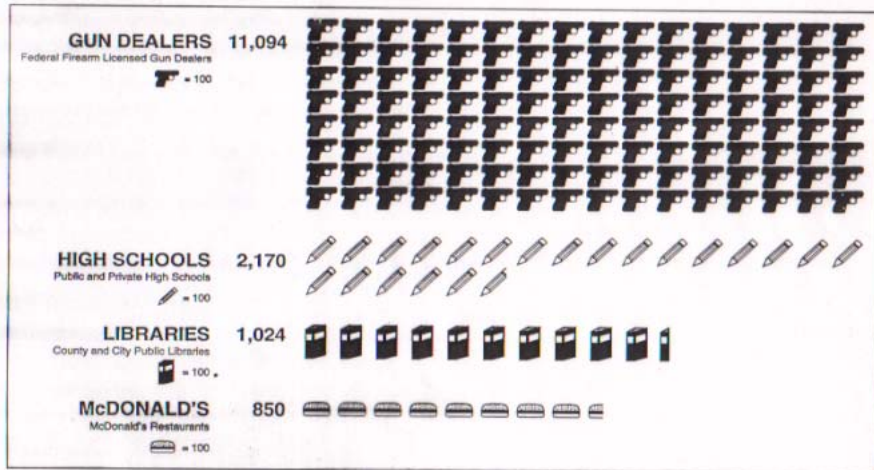 GUN DEALERS 11,094
Federal Firearm Licensed Gun Dealers
= 100
HIGH SCHOOLS 2,170
Public and Private High Schools
= 100
LIBRARIES 1,024
County and City Public Libraries
= 100
McDONALD'S 850
McDonald's Restaurants
= 100